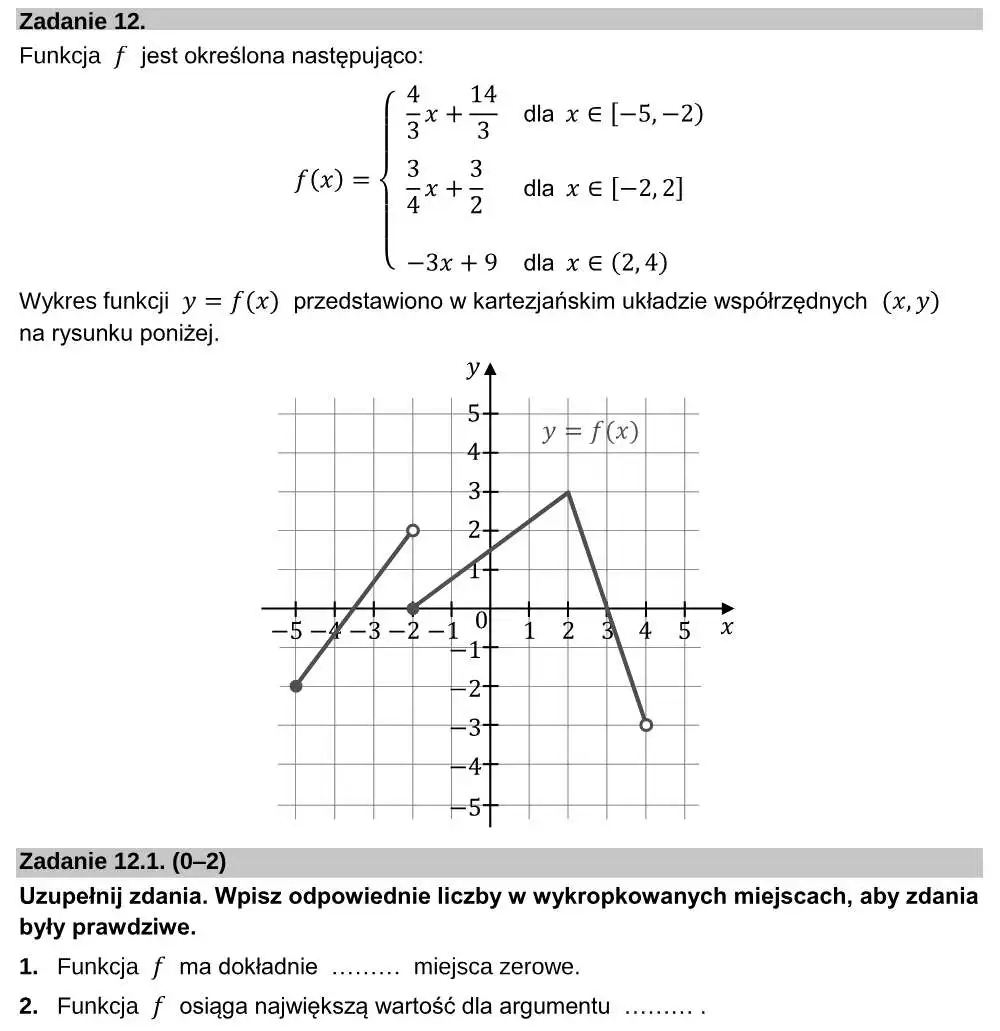 Zadanie 12.
Funkcja f jest określona następująco:
f(x) = { 4/3 x + 14/3 dla x ∈ [−5, −2)
3/4 x + 3/2 dla x ∈ [−2, 2]
−3x + 9 dla x ∈ (2, 4)
Wykres funkcji y = f(x) przedstawiono w kartezjańskim układzie współrzędnych (x, y)
na rysunku poniżej.
y
5
y = f(x)
4
3
2
1
−5 −4 −3 −2 −1 0 1 2 3 4 5 x
−1
−2
−3
−4
−5
Zadanie 12.1. (0–2)
Uzupełnij zdania. Wpisz odpowiednie liczby w wykropkowanych miejscach, aby zdania
były prawdziwe.
1. Funkcja f ma dokładnie ……… miejsca zerowe.
2. Funkcja f osiąga największą wartość dla argumentu ……… .